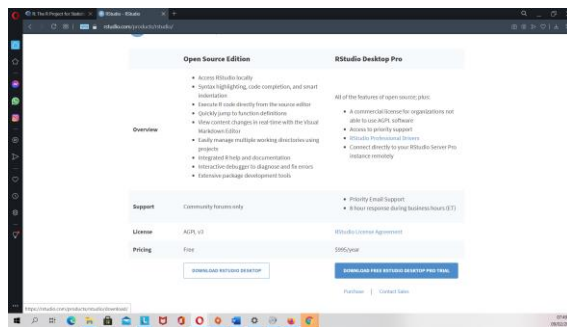 R: The R Project for Statistic
RStudio - RStudio
rstudio.com/products/rstudio/
Open Source Edition
RStudio Desktop Pro
Overview
Access RStudio locally
Syntax highlighting, code completion, and smart
indentation
Execute R code directly from the source editor
Quickly jump to function definitions
View content changes in real-time with the Visual
Markdown Editor
Easily manage multiple working directories using
projects
Integrated R help and documentation
Interactive debugger to diagnose and fix errors
Extensive package development tools
All of the features of open source; plus:
A commercial license for organizations not
able to use AGPL software
Access to priority support
RStudio Professional Drivers
Connect directly to your RStudio Server Pro
instance remotely
Support
Community forums only
Priority Email Support
8 hour response during business hours (ET)
License
AGPL v3
RStudio License Agreement
Pricing
Free
$995/year
DOWNLOAD RSTUDIO DESKTOP
DOWNLOAD FREE RSTUDIO DESKTOP PRO TRIAL
Purchase | Contact Sales
https://rstudio.com/products/rstudio/download/